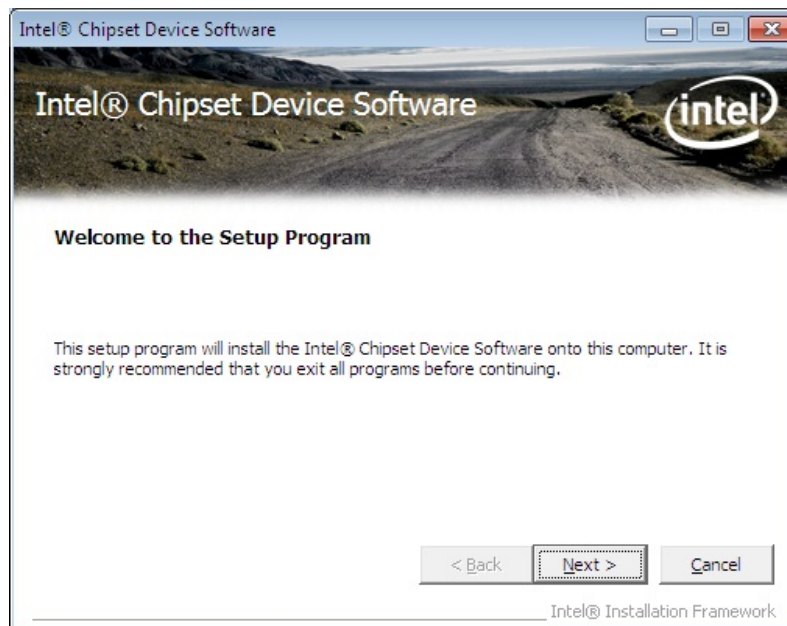 Intel® Chipset Device Software
Intel® Chipset Device Software
intel
Welcome to the Setup Program
This setup program will install the Intel® Chipset Device Software onto this computer. It is
strongly recommended that you exit all programs before continuing.
< Back
Next >
Cancel
Intel® Installation Framework